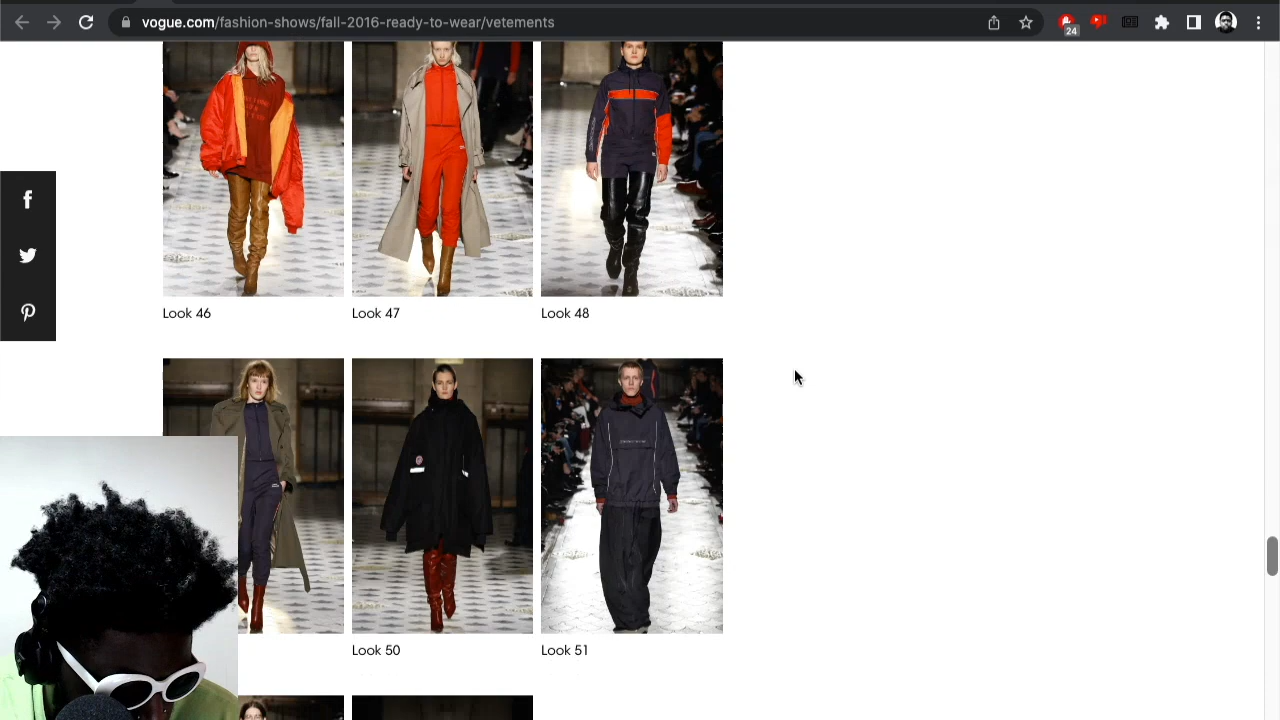 vogue.com/fashion-shows/fall-2016-ready-to-wear/vetements
24
Look 46
Look 47
Look 48
Look 50
Look 51